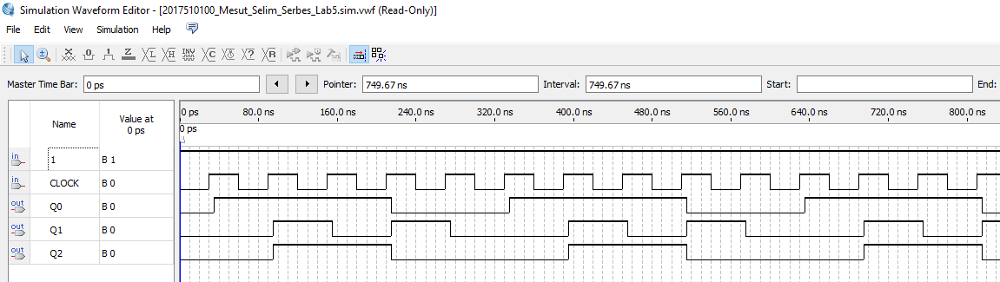 Simulation Waveform Editor - [2017510100_Mesut_Selim_Serbes_Lab5.sim.vwf (Read-Only)]
File Edit View Simulation Help
Master Time Bar: 0 ps Pointer: 749.67 ns Interval: 749.67 ns Start: End:
Name Value at 0 ps
0 ps 80.0 ns 160.0 ns 240.0 ns 320.0 ns 400.0 ns 480.0 ns 560.0 ns 640.0 ns 720.0 ns 800.0 ns
0 ps
in 1 B 1
in CLOCK B 0
out Q0 B 0
out Q1 B 0
out Q2 B 0